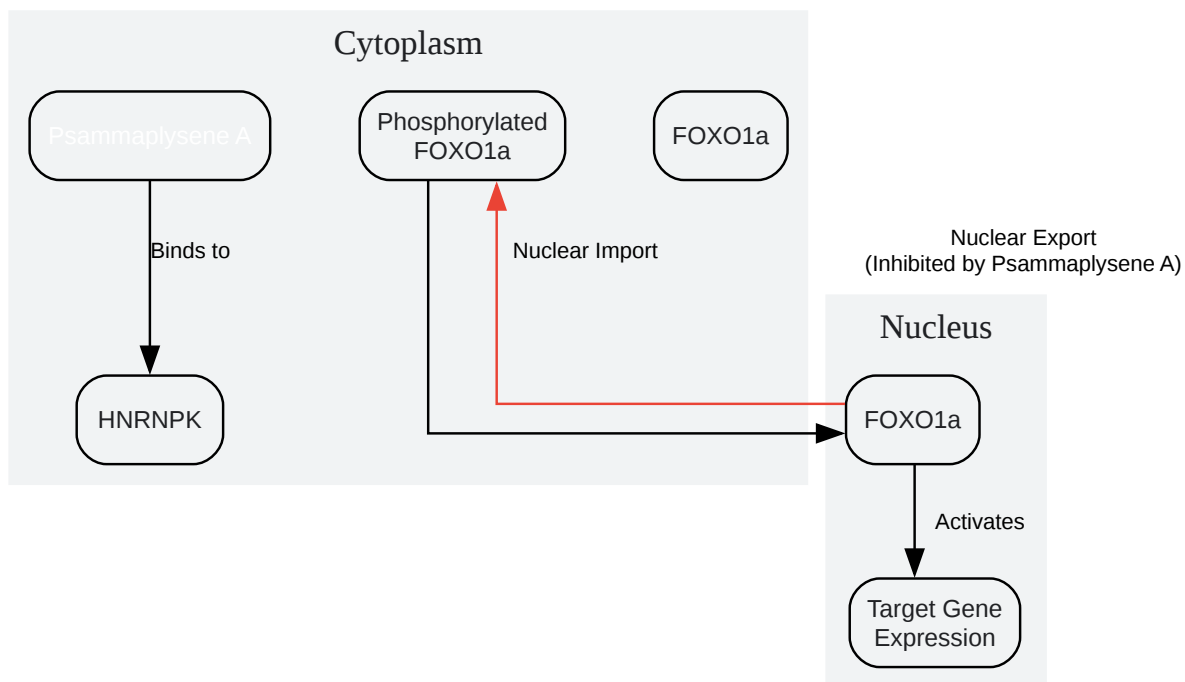 Cytoplasm
Psammaplysene A
Phosphorylated
FOXO1a
FOXO1a
Binds to
Nuclear Import
Nuclear Export
(Inhibited by Psammaplysene A)
Nucleus
HNRNPK
FOXO1a
Activates
Target Gene
Expression